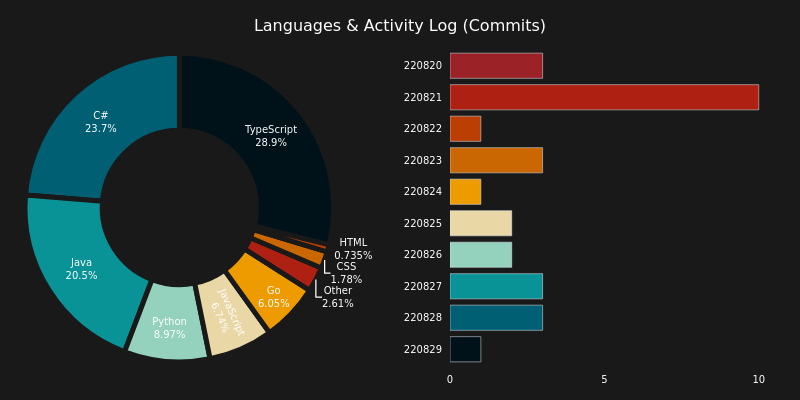 Languages & Activity Log (Commits)
TypeScript
28.9%
C#
23.7%
Java
20.5%
Python
8.97%
JavaScript
6.74%
Go
6.05%
Other
2.61%
CSS
1.78%
HTML
0.735%
220820
220821
220822
220823
220824
220825
220826
220827
220828
220829
0
5
10